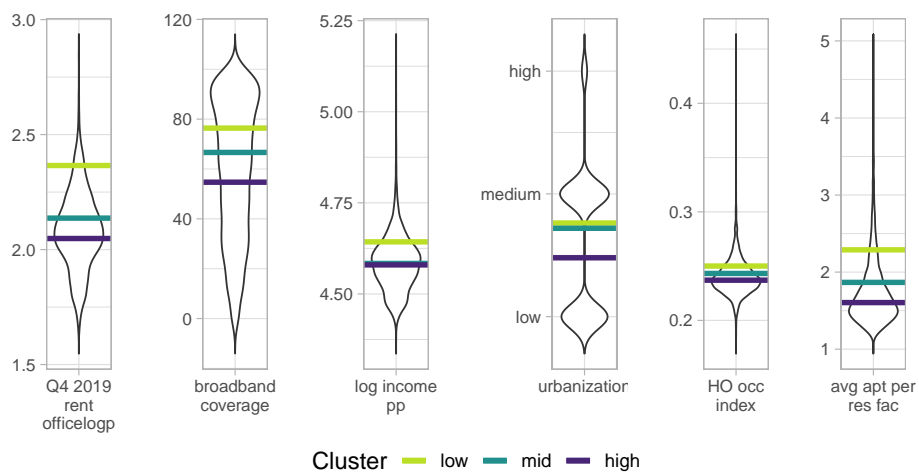 3.0
2.5
2.0
1.5
Q4 2019
rent
officelogp
120
80
40
0
broadband
coverage
5.25
5.00
4.75
4.50
log income
pp
high
medium
low
urbanization
0.4
0.3
0.2
HO occ
index
5
4
3
2
1
avg apt per
res fac
Cluster low mid high